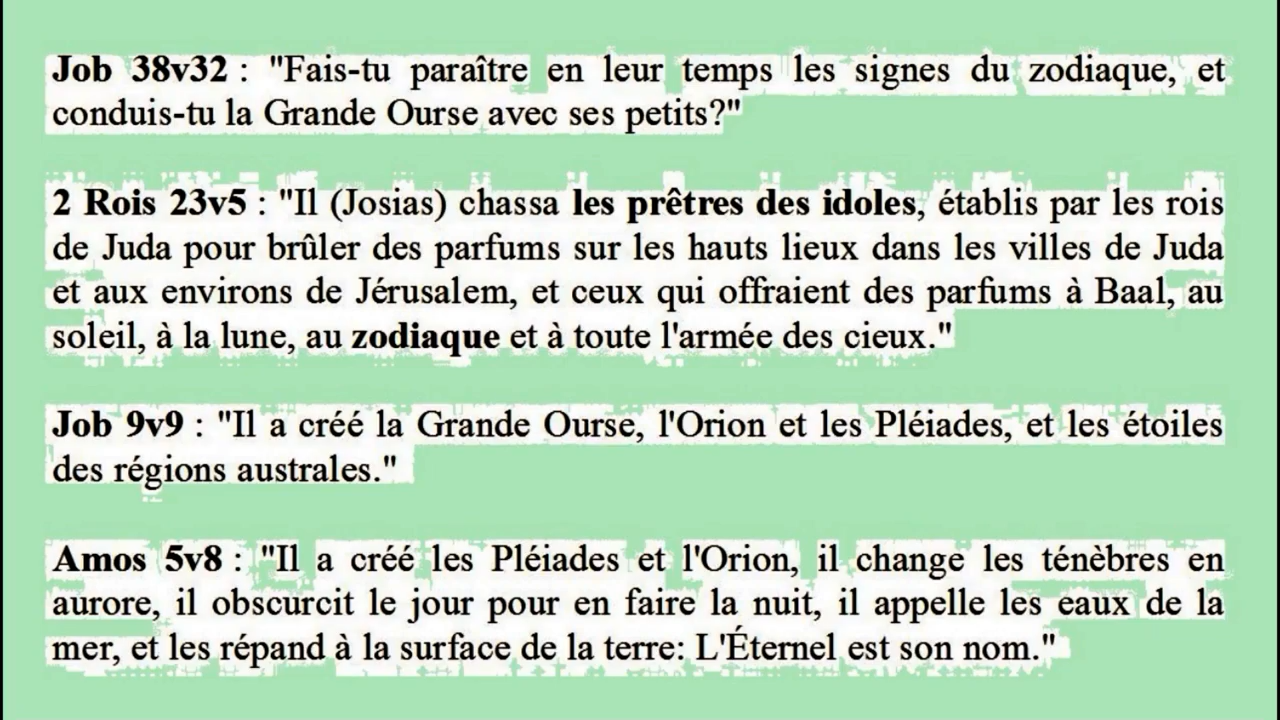 Job 38v32 : "Fais-tu paraître en leur temps les signes du zodiaque, et
conduis-tu la Grande Ourse avec ses petits?"
2 Rois 23v5 : "Il (Josias) chassa les prêtres des idoles, établis par les rois
de Juda pour brûler des parfums sur les hauts lieux dans les villes de Juda
et aux environs de Jérusalem, et ceux qui offraient des parfums à Baal, au
soleil, à la lune, au zodiaque et à toute l'armée des cieux."
Job 9v9 : "Il a créé la Grande Ourse, l'Orion et les Pléiades, et les étoiles
des régions australes."
Amos 5v8 : "Il a créé les Pléiades et l'Orion, il change les ténèbres en
aurore, il obscurcit le jour pour en faire la nuit, il appelle les eaux de la
mer, et les répand à la surface de la terre: L'Éternel est son nom."